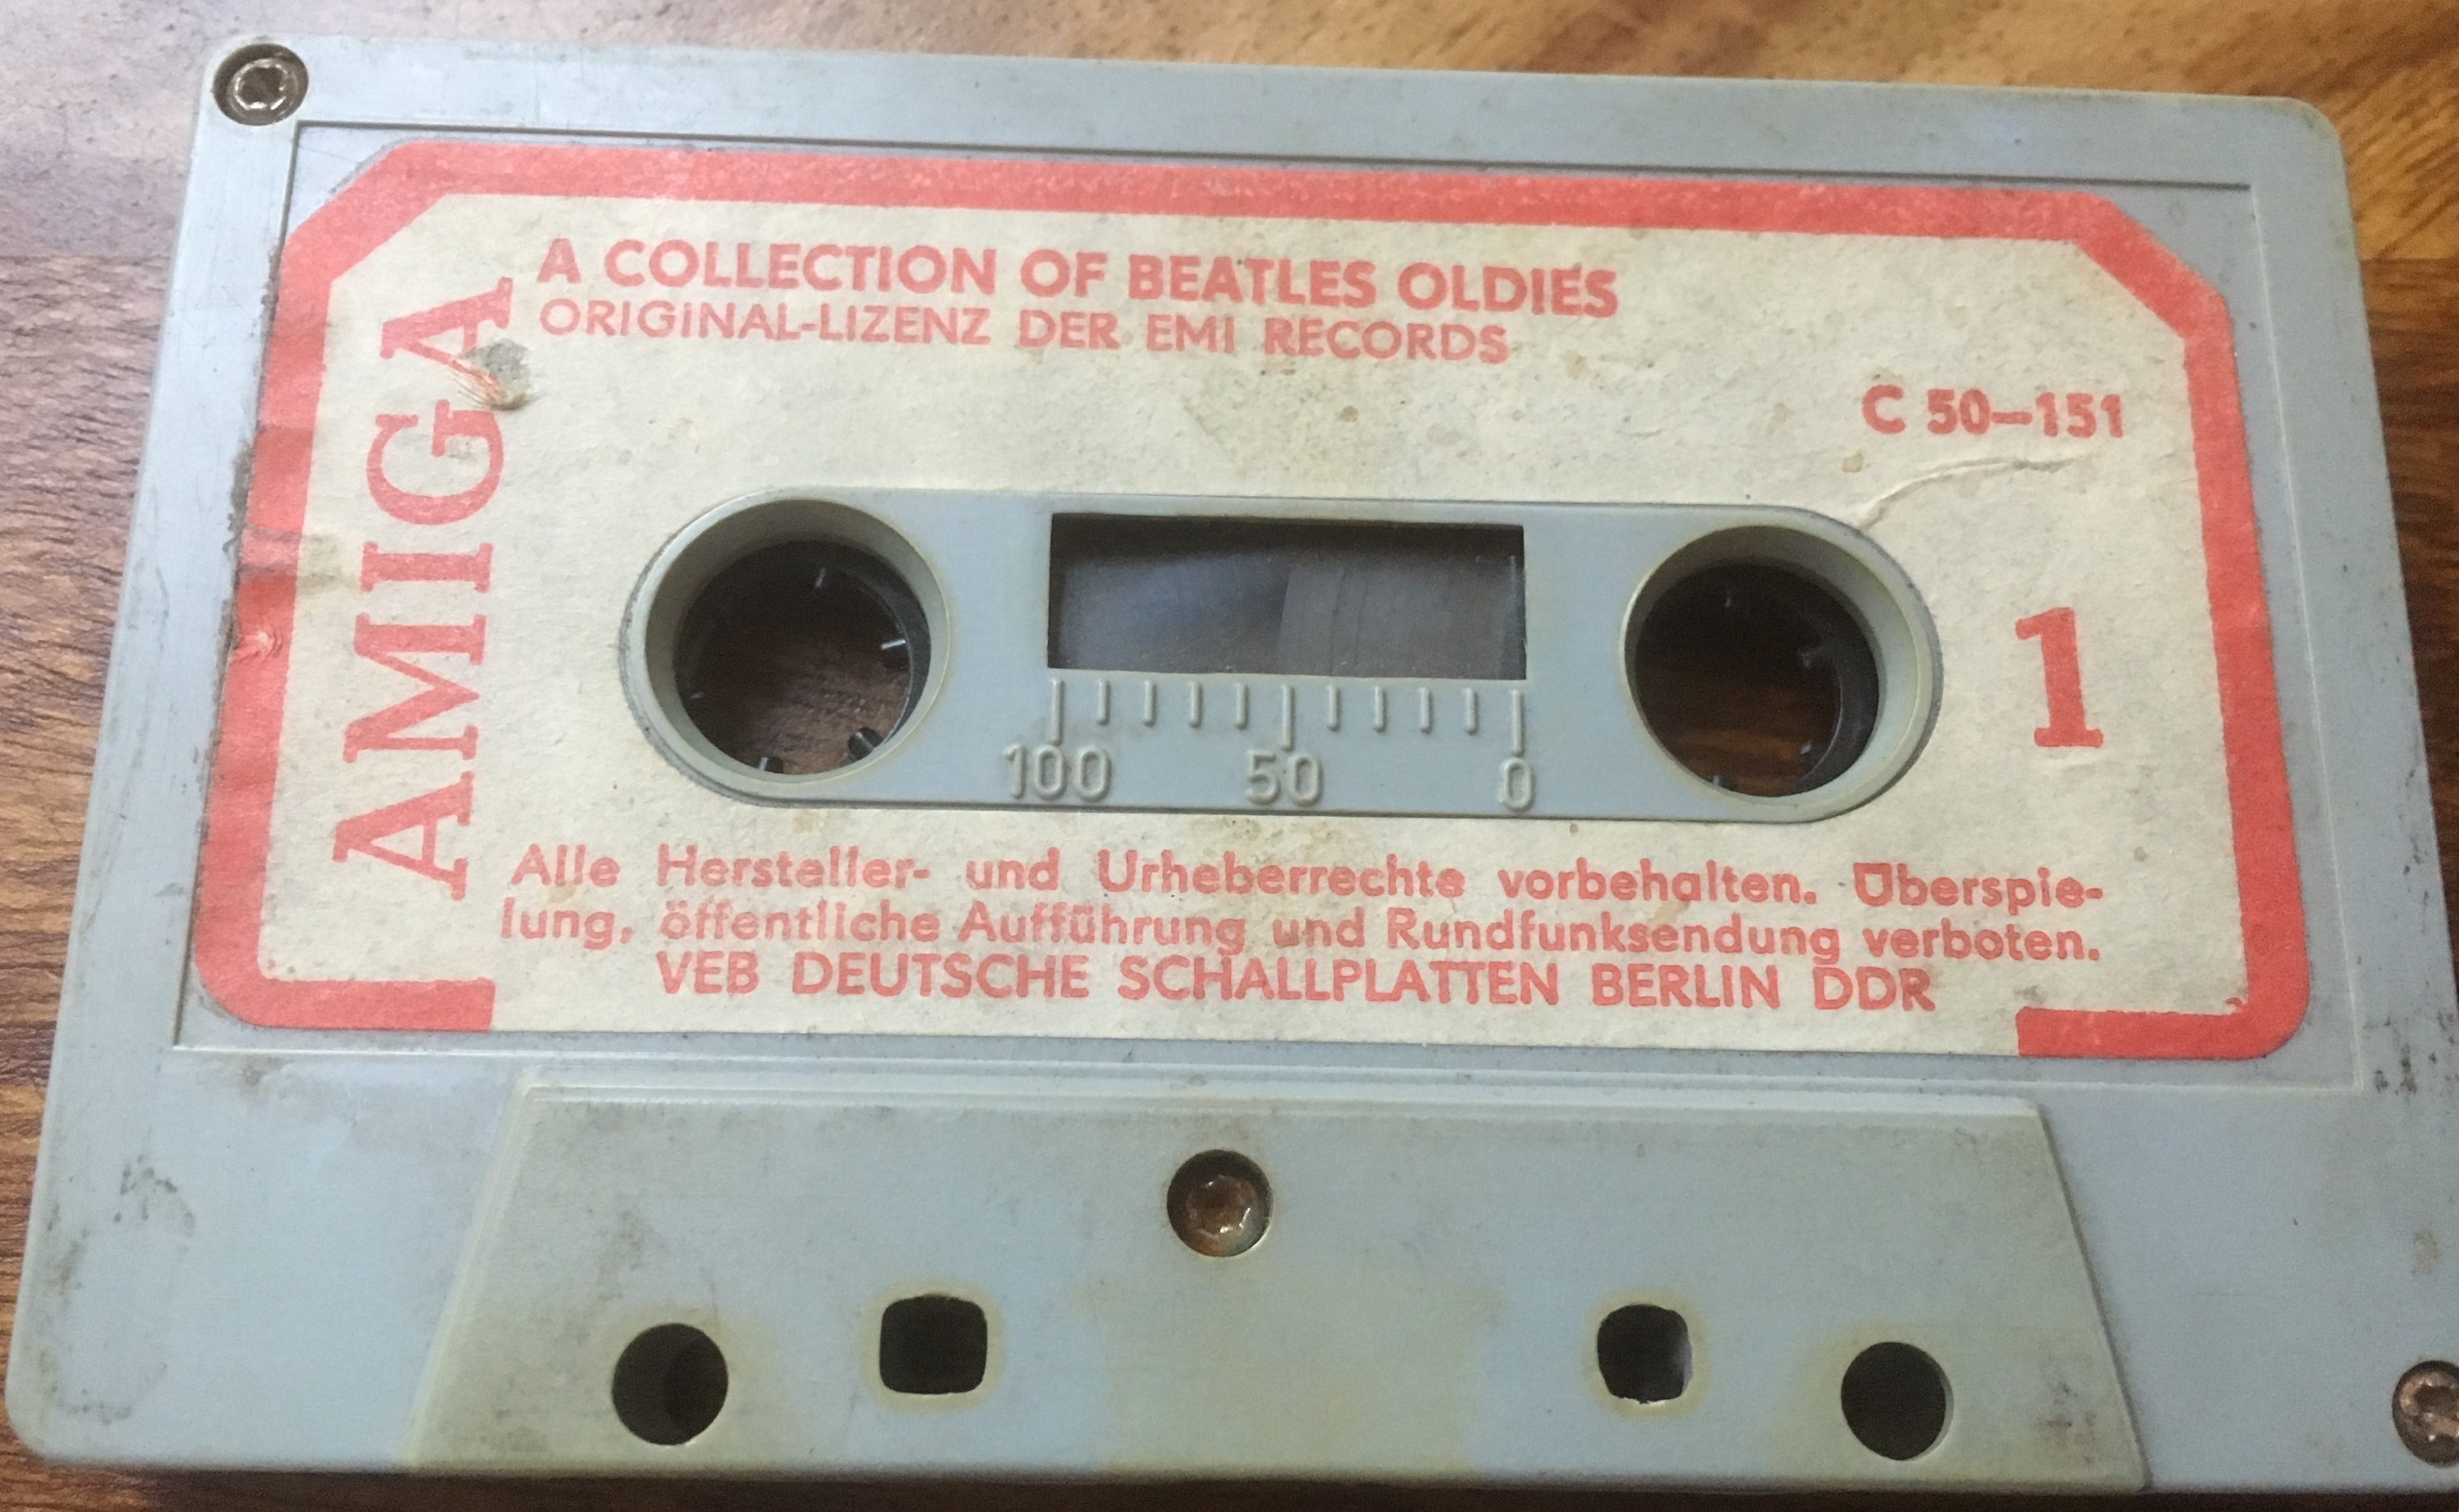 A COLLECTION OF BEATLES OLDIES
ORIGINAL-LIZENZ DER EMI RECORDS
C 50-151
AMIGA
1
100 50 0
Alle Hersteller- und Urheberrechte vorbehalten. Überspie-
lung, öffentliche Aufführung und Rundfunksendung verboten.
VEB DEUTSCHE SCHALLPLATTEN BERLIN DDR